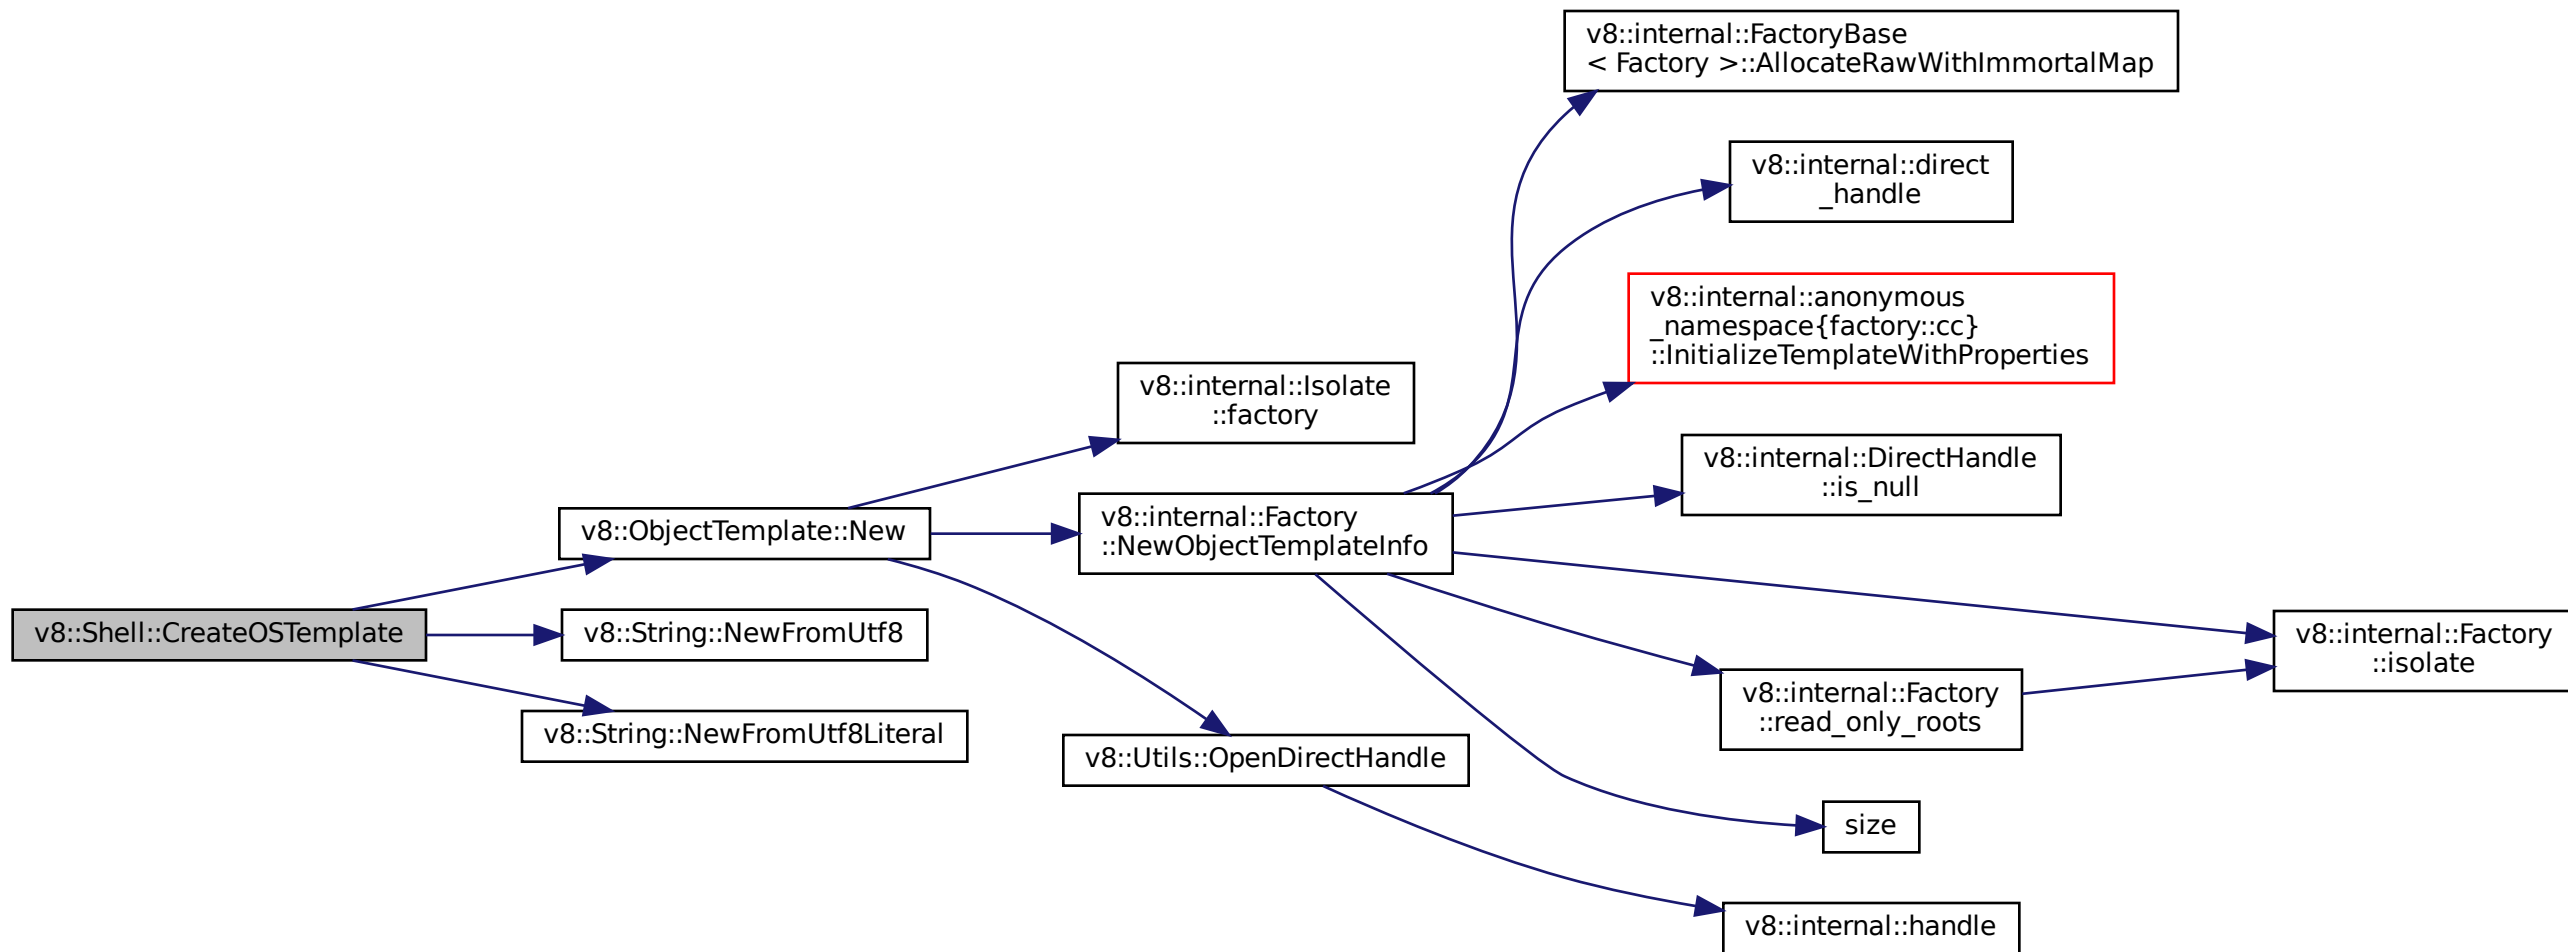 v8::internal::FactoryBase
< Factory >::AllocateRawWithImmortalMap
v8::internal::direct
_handle
v8::internal::anonymous
_namespace{factory::cc}
::InitializeTemplateWithProperties
v8::internal::Isolate
::factory
v8::internal::DirectHandle
::is_null
v8::ObjectTemplate::New
v8::internal::Factory
::NewObjectTemplateInfo
v8::Shell::CreateOSTemplate
v8::String::NewFromUtf8
v8::internal::Factory
::isolate
v8::String::NewFromUtf8Literal
v8::internal::Factory
::read_only_roots
v8::Utils::OpenDirectHandle
size
v8::internal::handle